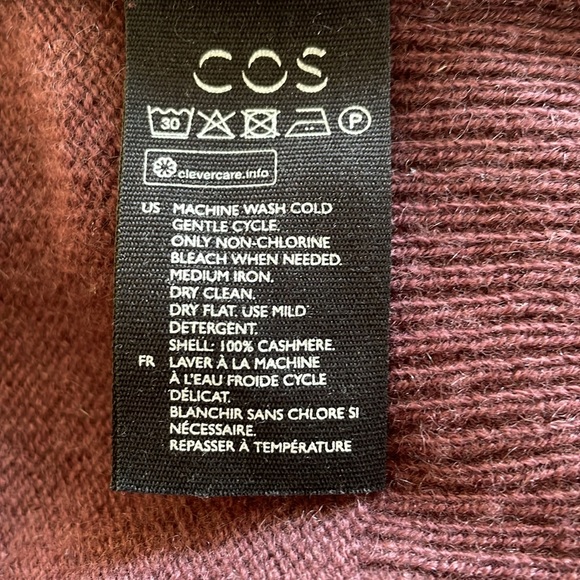 COS
30 P
clevercare.info
US MACHINE WASH COLD
GENTLE CYCLE.
ONLY NON-CHLORINE
BLEACH WHEN NEEDED.
MEDIUM IRON.
DRY CLEAN.
DRY FLAT. USE MILD
DETERGENT.
SHELL: 100% CASHMERE.
FR LAVER À LA MACHINE
À L'EAU FROIDE CYCLE
DÉLICAT.
BLANCHIR SANS CHLORE SI
NÉCESSAIRE.
REPASSER À TEMPÉRATURE